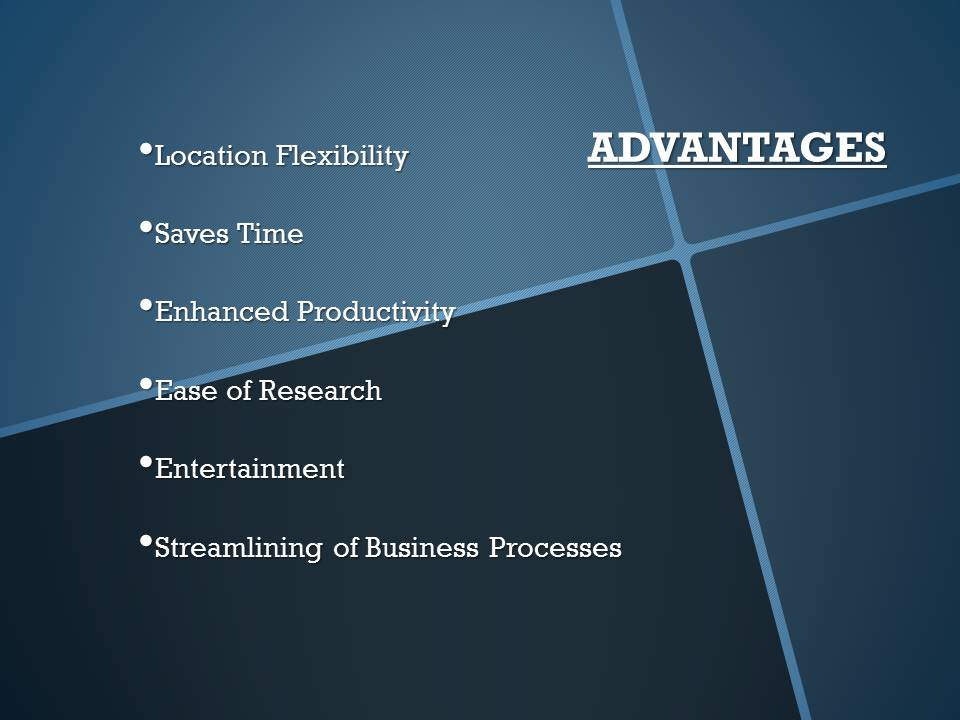 ADVANTAGES
•Location Flexibility
•Saves Time
•Enhanced Productivity
•Ease of Research
•Entertainment
•Streamlining of Business Processes